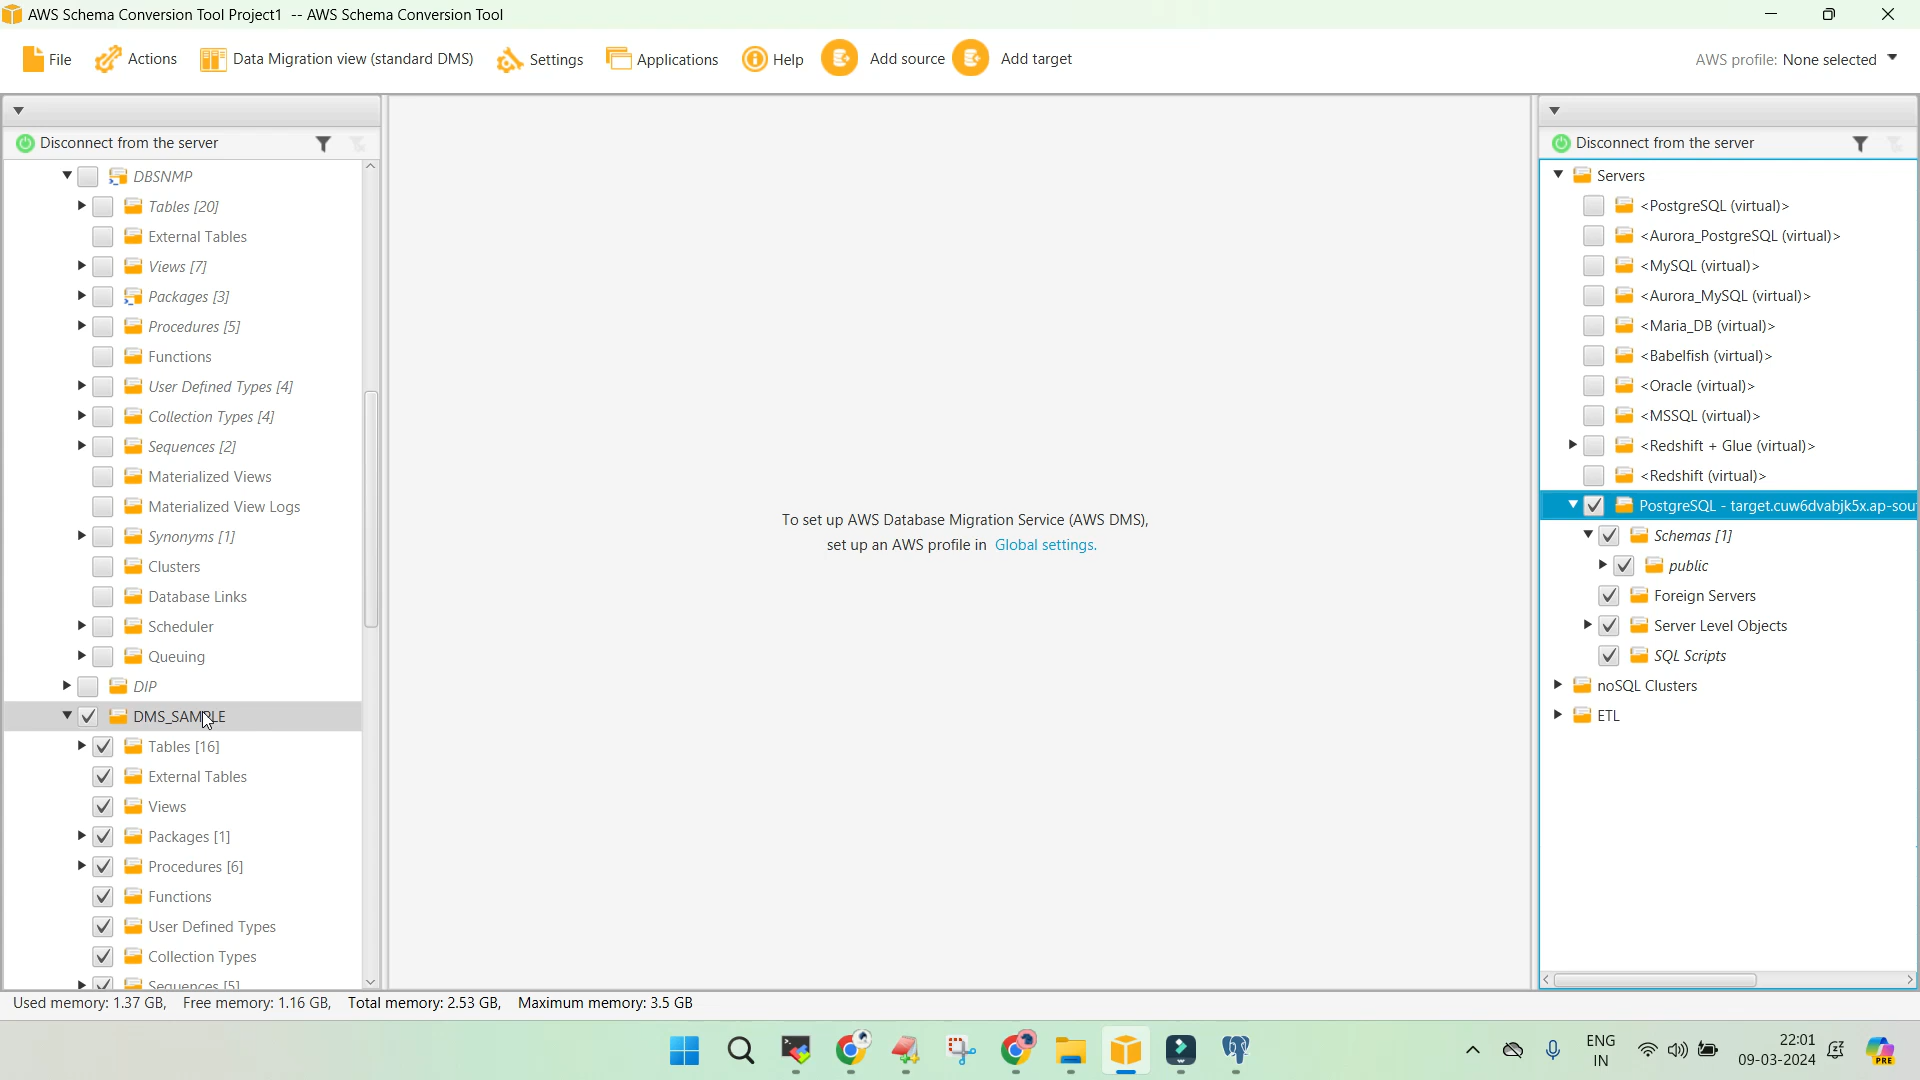 AWS Schema Conversion Tool Project1 -- AWS Schema Conversion Tool
File
Actions
Data Migration view (standard DMS)
Settings
Applications
Help
Add source
Add target
AWS profile: None selected
Disconnect from the server
DBSNMP
Tables [20]
External Tables
Views [7]
Packages [3]
Procedures [5]
Functions
User Defined Types [4]
Collection Types [4]
Sequences [2]
Materialized Views
Materialized View Logs
Synonyms [1]
Clusters
Database Links
Scheduler
Queuing
DIP
DMS_SAMPLE
Tables [16]
External Tables
Views
Packages [1]
Procedures [6]
Functions
User Defined Types
Collection Types
Sequences [5]
To set up AWS Database Migration Service (AWS DMS),
set up an AWS profile in Global settings.
Disconnect from the server
Servers
<PostgreSQL (virtual)>
<Aurora_PostgreSQL (virtual)>
<MySQL (virtual)>
<Aurora_MySQL (virtual)>
<Maria_DB (virtual)>
<Babelfish (virtual)>
<Oracle (virtual)>
<MSSQL (virtual)>
<Redshift + Glue (virtual)>
<Redshift (virtual)>
PostgreSQL - target.cuw6dvabjk5x.ap-sou
Schemas [1]
public
Foreign Servers
Server Level Objects
SQL Scripts
noSQL Clusters
ETL
Used memory: 1.37 GB, Free memory: 1.16 GB, Total memory: 2.53 GB, Maximum memory: 3.5 GB
ENG
IN
22:01
09-03-2024
PRE